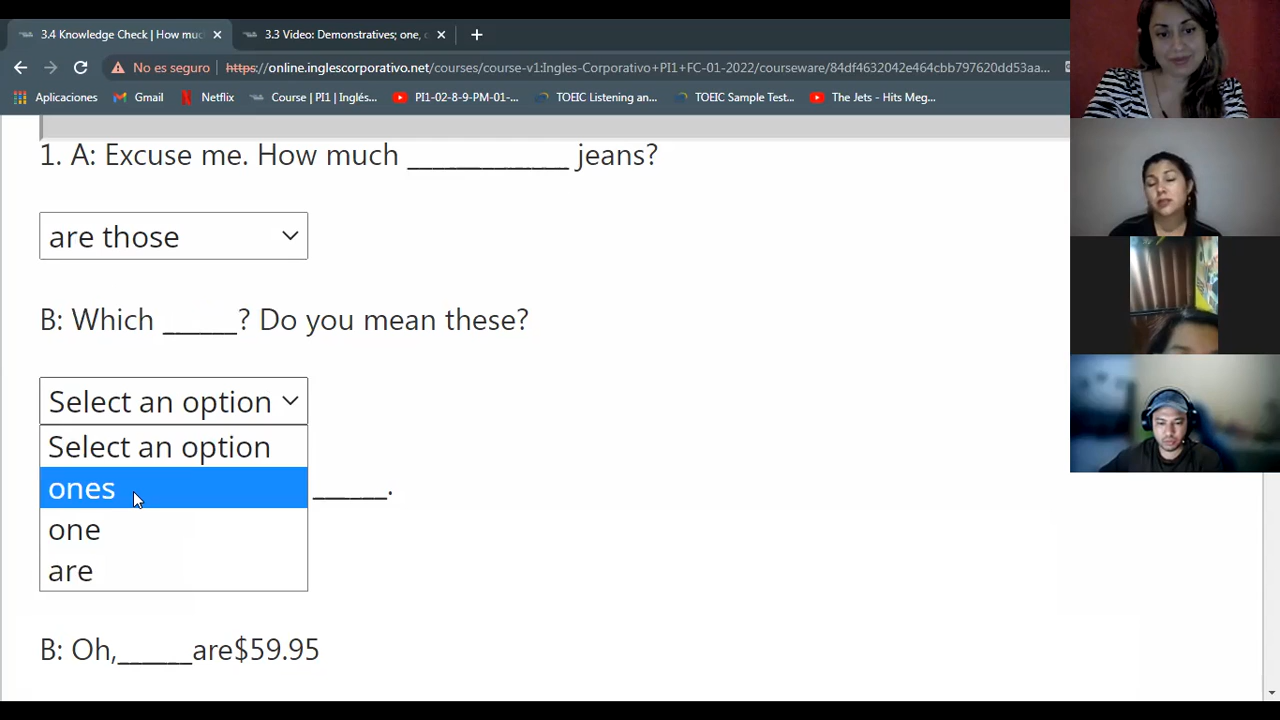 3.4 Knowledge Check | How muc
3.3 Video: Demonstratives; one, o
No es seguro | https://online.inglescorporativo.net/courses/course-v1:Ingles-Corporativo+PI1+FC-01-2022/courseware/84df4632042e464cbb797620dd53aa...
Aplicaciones Gmail Netflix Course | PI1 | Inglés... PI1-02-8-9-PM-01-... TOEIC Listening an... TOEIC Sample Test... The Jets - Hits Meg...
1. A: Excuse me. How much _____________ jeans?
are those
B: Which ______? Do you mean these?
Select an option
Select an option
ones
______.
one
are
B: Oh,______are$59.95